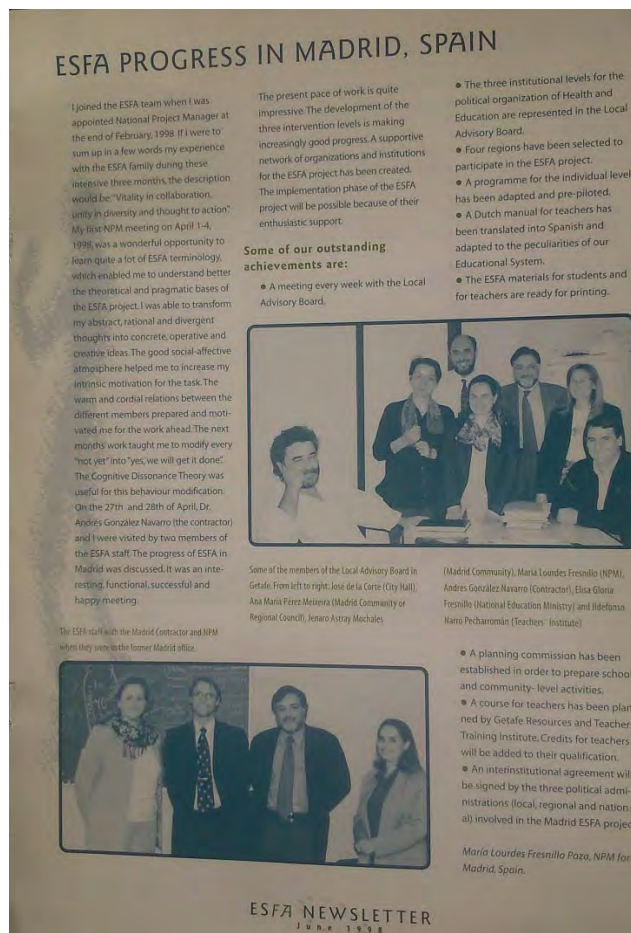 ESFA PROGRESS IN MADRID, SPAIN
I joined the ESFA team when I was
appointed National Project Manager at
the end of February, 1998. If I were to
sum up in a few words my experience
with the ESFA family during these
intensive three months, the description
would be: "Vitality in collaboration,
unity in diversity and thought to action".
My first NPM meeting on April 1-4,
1998, was a wonderful opportunity to
learn quite a lot of ESFA terminology,
which enabled me to understand better
the theoretical and pragmatic bases of
the ESFA project. I was able to transform
my abstract, rational and divergent
thoughts into concrete, operative and
creative ideas. The good social-affective
atmosphere helped me to increase my
intrinsic motivation for the task. The
warm and cordial relations between the
different members prepared and moti-
vated me for the work ahead. The next
months' work taught me to modify every
"not yet" into "yes, we will get it done".
The Cognitive Dissonance Theory was
useful for this behaviour modification.
On the 27th and 28th of April, Dr.
Andrés González Navarro (the contractor)
and I were visited by two members of
the ESFA staff. The progress of ESFA in
Madrid was discussed. It was an inte-
resting, functional, successful and
happy meeting.
The present pace of work is quite
impressive. The development of the
three intervention levels is making
increasingly good progress. A supportive
network of organizations and institutions
for the ESFA project has been created.
The implementation phase of the ESFA
project will be possible because of their
enthusiastic support.
Some of our outstanding
achievements are:
● A meeting every week with the Local
Advisory Board.
● The three institutional levels for the
political organization of Health and
Education are represented in the Local
Advisory Board.
● Four regions have been selected to
participate in the ESFA project.
● A programme for the individual level
has been adapted and pre-piloted.
● A Dutch manual for teachers has
been translated into Spanish and
adapted to the peculiarities of our
Educational System.
● The ESFA materials for students and
for teachers are ready for printing.
Some of the members of the Local Advisory Board in
Getafe. From left to right: José de la Corte (City Hall),
Ana María Pérez Meixeira (Madrid Community or
Regional Council), Jenaro Astray Mochales
(Madrid Community), María Lourdes Fresnillo (NPM),
Andrés González Navarro (Contractor), Elisa Gloria
Fresnillo (National Education Ministry) and Ildefonso
Narro Pecharromán (Teachers' Institute)
The ESFA staff with the Madrid Contractor and NPM
when they were in the former Madrid office.
● A planning commission has been
established in order to prepare school
and community- level activities.
● A course for teachers has been plan
ned by Getafe Resources and Teacher
Training Institute. Credits for teachers
will be added to their qualification.
● An interinstitutional agreement will
be signed by the three political admi-
nistrations (local, regional and nation
al) involved in the Madrid ESFA projec
María Lourdes Fresnillo Poza, NPM for
Madrid, Spain.
ESFA NEWSLETTER
June 1998